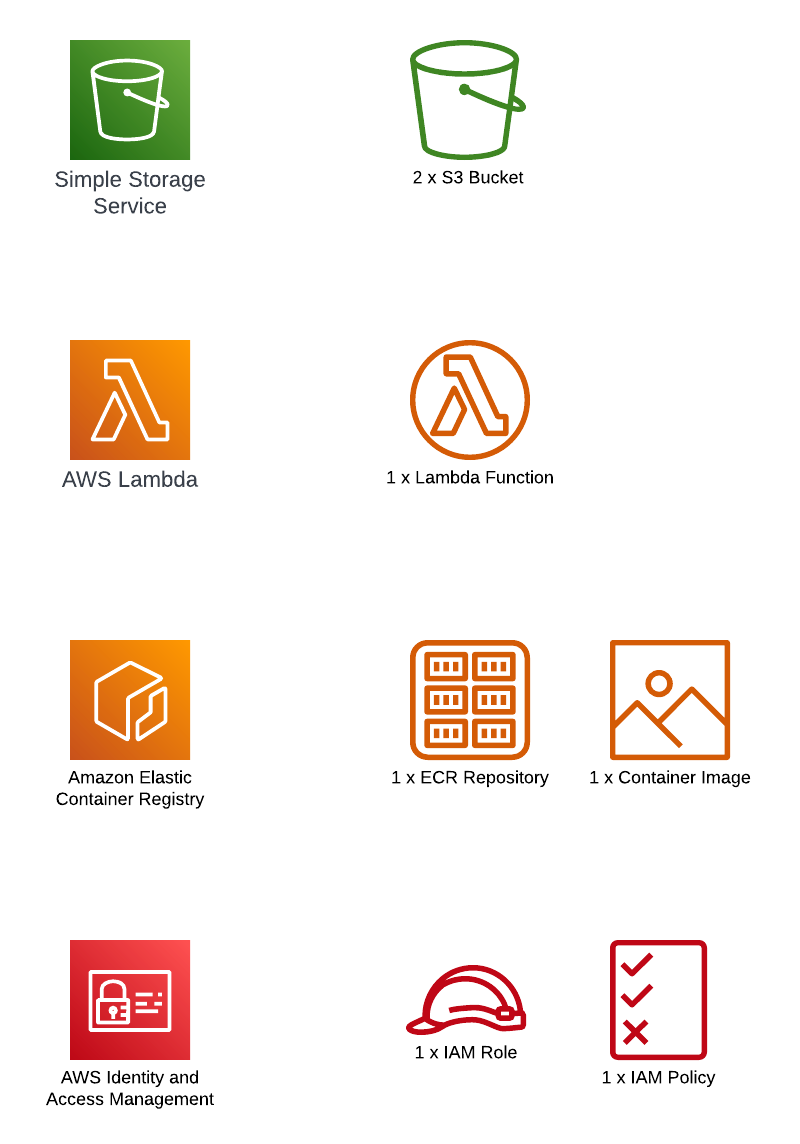 Simple Storage
Service
2 x S3 Bucket
AWS Lambda
1 x Lambda Function
Amazon Elastic
Container Registry
1 x ECR Repository
1 x Container Image
AWS Identity and
Access Management
1 x IAM Role
1 x IAM Policy